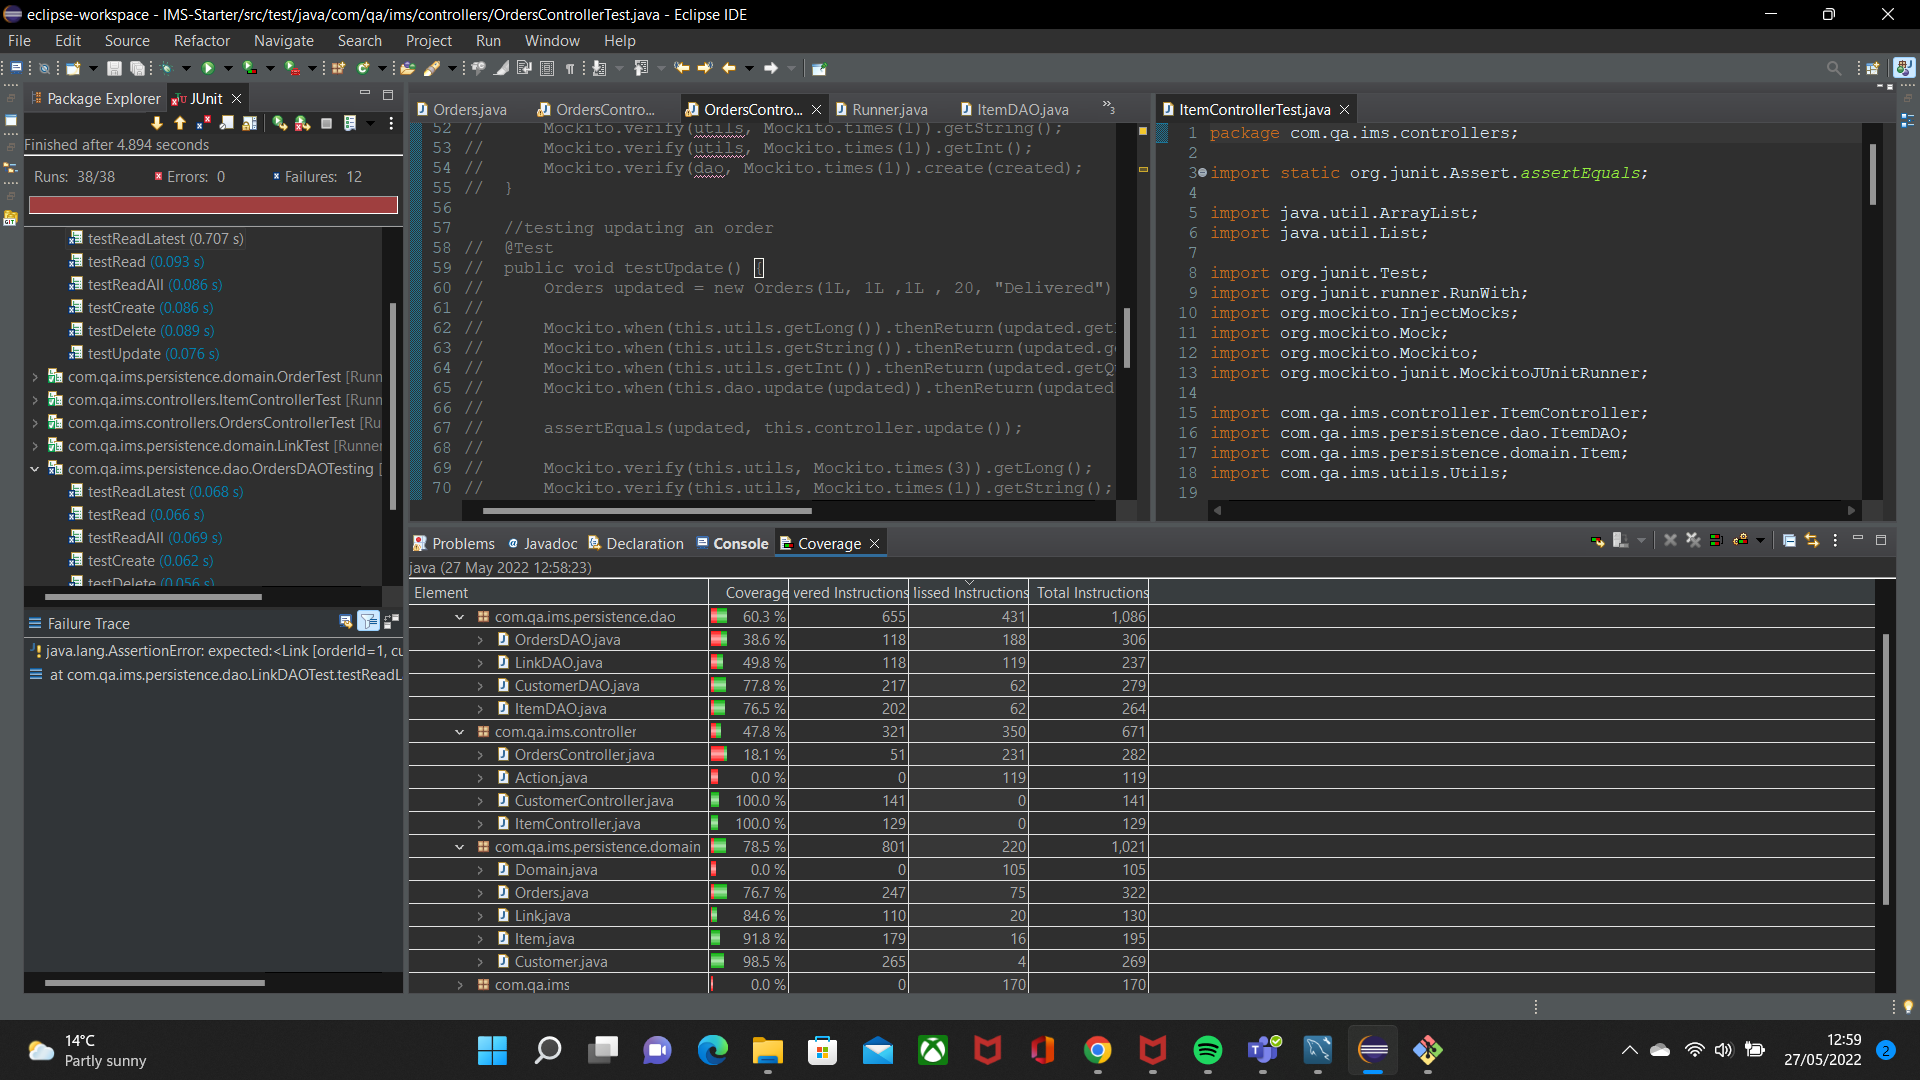 eclipse-workspace - IMS-Starter/src/test/java/com/qa/ims/controllers/OrdersControllerTest.java - Eclipse IDE
File Edit Source Refactor Navigate Search Project Run Window Help
Package Explorer JUnit
Finished after 4.894 seconds
Runs: 38/38 Errors: 0 Failures: 12
testReadLatest (0.707 s)
testRead (0.093 s)
testReadAll (0.086 s)
testCreate (0.086 s)
testDelete (0.089 s)
testUpdate (0.076 s)
com.qa.ims.persistence.domain.OrderTest [Runn
com.qa.ims.controllers.ItemControllerTest [Runn
com.qa.ims.controllers.OrdersControllerTest [Ru
com.qa.ims.persistence.domain.LinkTest [Runner
com.qa.ims.persistence.dao.OrdersDAOTesting [
testReadLatest (0.068 s)
testRead (0.066 s)
testReadAll (0.069 s)
testCreate (0.062 s)
testDelete (0.056 s)
Failure Trace
java.lang.AssertionError: expected:<Link [orderId=1, cu
at com.qa.ims.persistence.dao.LinkDAOTest.testReadL
Orders.java OrdersContro... OrdersContro... Runner.java ItemDAO.java »3
52 // Mockito.verify(utils, Mockito.times(1)).getString();
53 // Mockito.verify(utils, Mockito.times(1)).getInt();
54 // Mockito.verify(dao, Mockito.times(1)).create(created);
55 // }
56
57 //testing updating an order
58 // @Test
59 // public void testUpdate() {
60 // Orders updated = new Orders(1L, 1L ,1L , 20, "Delivered")
61 //
62 // Mockito.when(this.utils.getLong()).thenReturn(updated.get
63 // Mockito.when(this.utils.getString()).thenReturn(updated.g
64 // Mockito.when(this.utils.getInt()).thenReturn(updated.getQ
65 // Mockito.when(this.dao.update(updated)).thenReturn(updated
66 //
67 // assertEquals(updated, this.controller.update());
68 //
69 // Mockito.verify(this.utils, Mockito.times(3)).getLong();
70 // Mockito.verify(this.utils, Mockito.times(1)).getString();
ItemControllerTest.java
1 package com.qa.ims.controllers;
2
3 import static org.junit.Assert.assertEquals;
4
5 import java.util.ArrayList;
6 import java.util.List;
7
8 import org.junit.Test;
9 import org.junit.runner.RunWith;
10 import org.mockito.InjectMocks;
11 import org.mockito.Mock;
12 import org.mockito.Mockito;
13 import org.mockito.junit.MockitoJUnitRunner;
14
15 import com.qa.ims.controller.ItemController;
16 import com.qa.ims.persistence.dao.ItemDAO;
17 import com.qa.ims.persistence.domain.Item;
18 import com.qa.ims.utils.Utils;
19
Problems Javadoc Declaration Console Coverage
java (27 May 2022 12:58:23)
Element Coverage vered Instructions lissed Instructions Total Instructions
com.qa.ims.persistence.dao 60.3 % 655 431 1,086
OrdersDAO.java 38.6 % 118 188 306
LinkDAO.java 49.8 % 118 119 237
CustomerDAO.java 77.8 % 217 62 279
ItemDAO.java 76.5 % 202 62 264
com.qa.ims.controller 47.8 % 321 350 671
OrdersController.java 18.1 % 51 231 282
Action.java 0.0 % 0 119 119
CustomerController.java 100.0 % 141 0 141
ItemController.java 100.0 % 129 0 129
com.qa.ims.persistence.domain 78.5 % 801 220 1,021
Domain.java 0.0 % 0 105 105
Orders.java 76.7 % 247 75 322
Link.java 84.6 % 110 20 130
Item.java 91.8 % 179 16 195
Customer.java 98.5 % 265 4 269
com.qa.ims 0.0 % 0 170 170
14°C
Partly sunny
12:59
27/05/2022
2